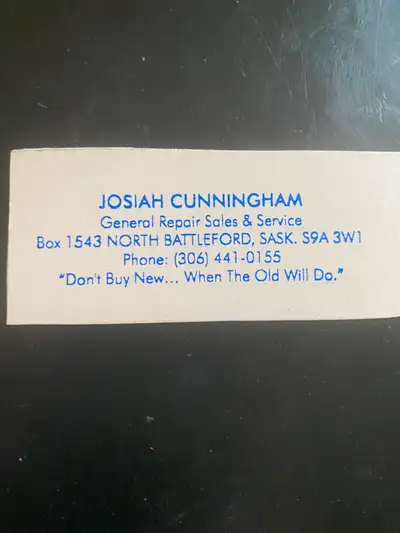 JOSIAH CUNNINGHAM
General Repair Sales & Service
Box 1543 NORTH BATTLEFORD, SASK. S9A 3W1
Phone: (306) 441-0155
"Don't Buy New... When The Old Will Do."